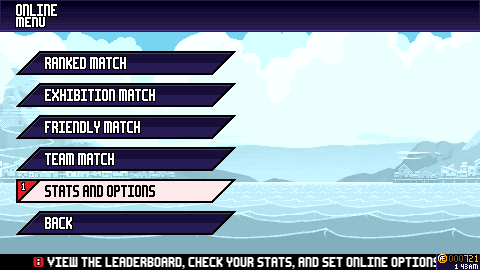 ONLINE
MENU
RANKED MATCH
EXHIBITION MATCH
FRIENDLY MATCH
TEAM MATCH
1 STATS AND OPTIONS
BACK
VIEW THE LEADERBOARD, CHECK YOUR STATS, AND SET ONLINE OPTIONS
000721
1:43AM